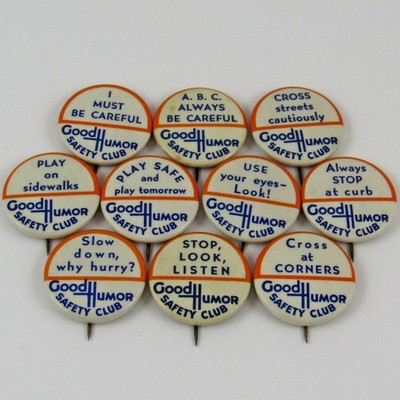 I
MUST
BE CAREFUL
Good HUMOR
SAFETY CLUB
A. B. C.
ALWAYS
BE CAREFUL
Good HUMOR
SAFETY CLUB
CROSS
streets
cautiously
Good HUMOR
SAFETY CLUB
PLAY
on
sidewalks
Good HUMOR
SAFETY CLUB
PLAY SAFE
and
play tomorrow
Good HUMOR
SAFETY CLUB
USE
your eyes–
Look!
Good HUMOR
SAFETY CLUB
Always
STOP
at curb
Good HUMOR
SAFETY CLUB
Slow
down,
why hurry?
Good HUMOR
SAFETY CLUB
STOP,
LOOK,
LISTEN
Good HUMOR
SAFETY CLUB
Cross
at
CORNERS
Good HUMOR
SAFETY CLUB